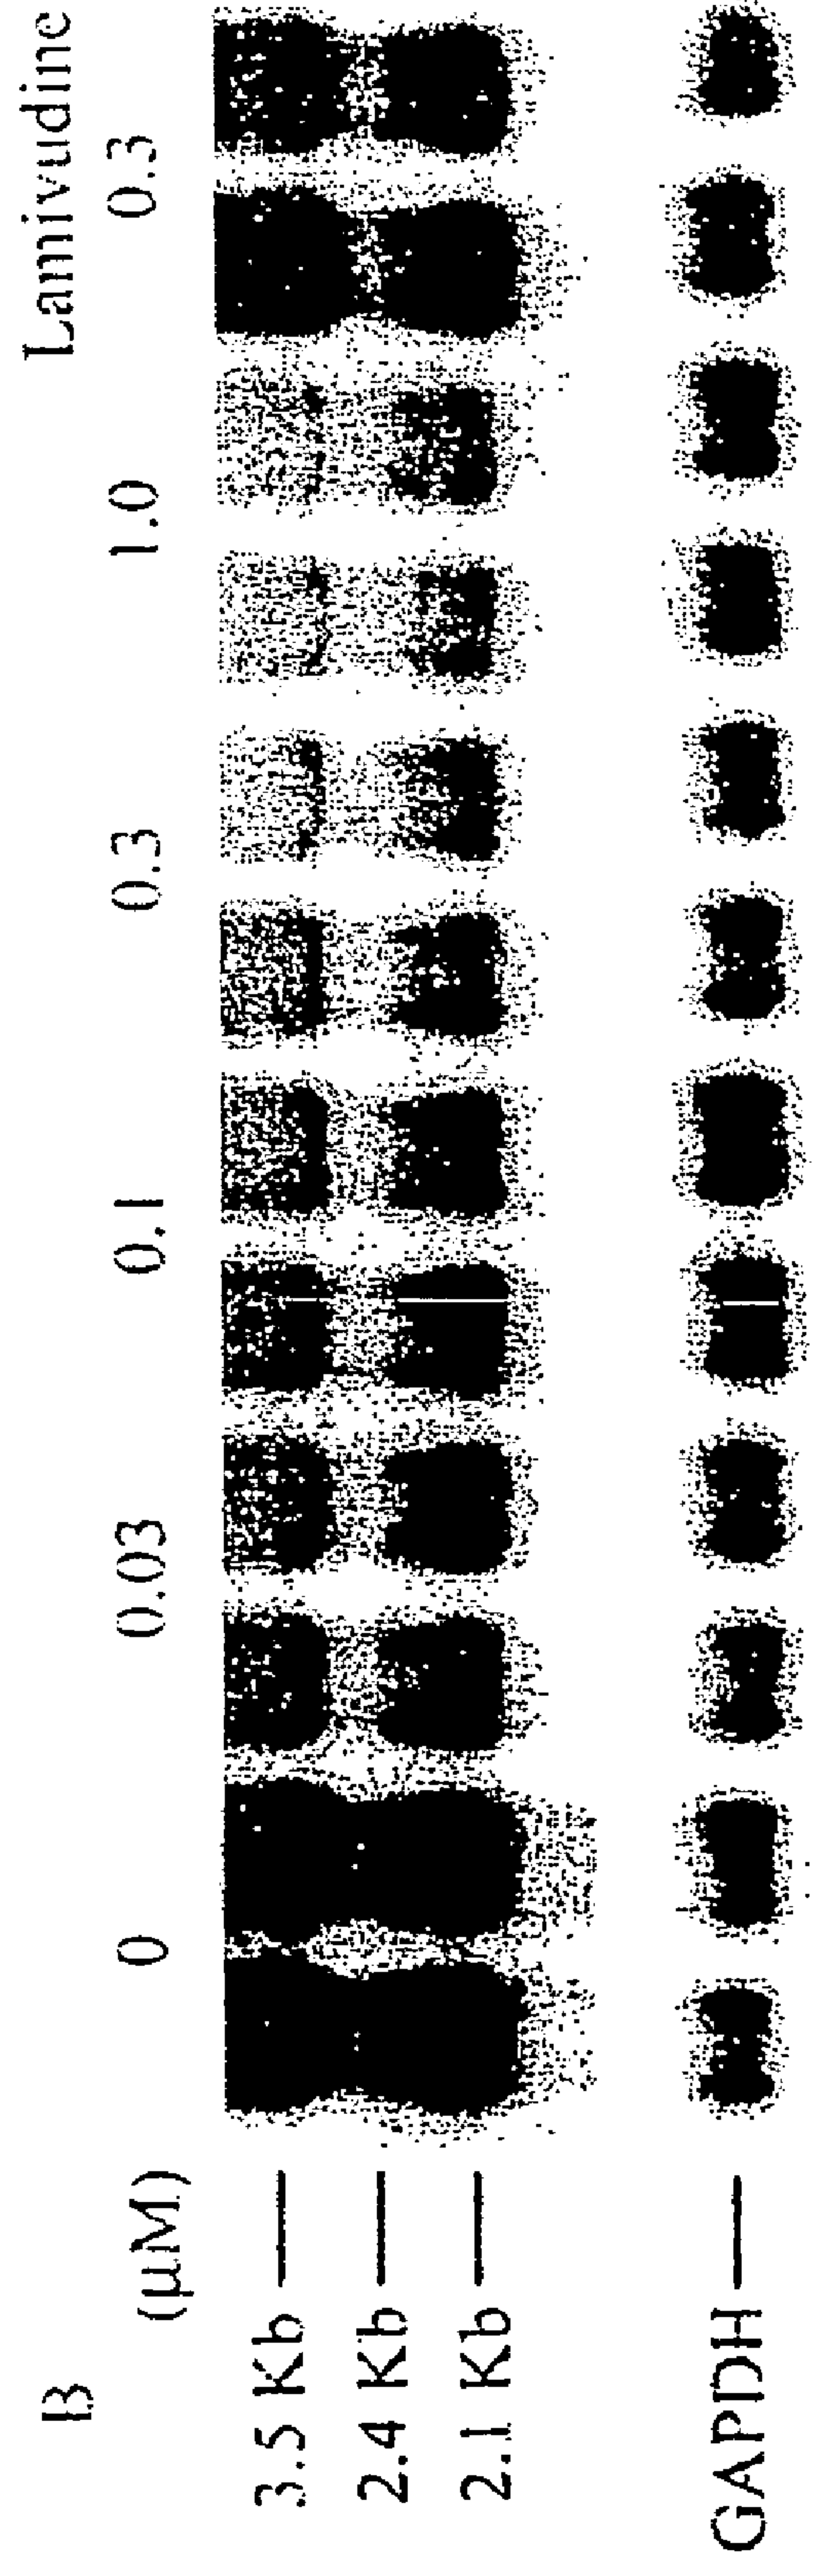 B
Lamivudine
(µM) 0 0.03 0.1 0.3 1.0 0.3
3.5 Kb
2.4 Kb
2.1 Kb
GAPDH